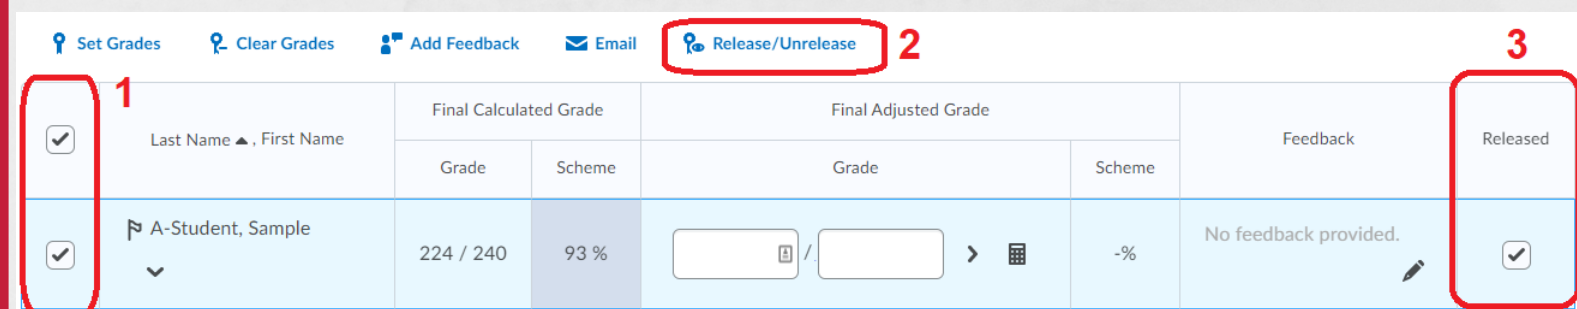 Set Grades Clear Grades Add Feedback Email Release/Unrelease 2 3
1
Last Name ▲ , First Name Final Calculated Grade Final Adjusted Grade Feedback Released
Grade Scheme Grade Scheme
A-Student, Sample 224 / 240 93 % / -% No feedback provided.